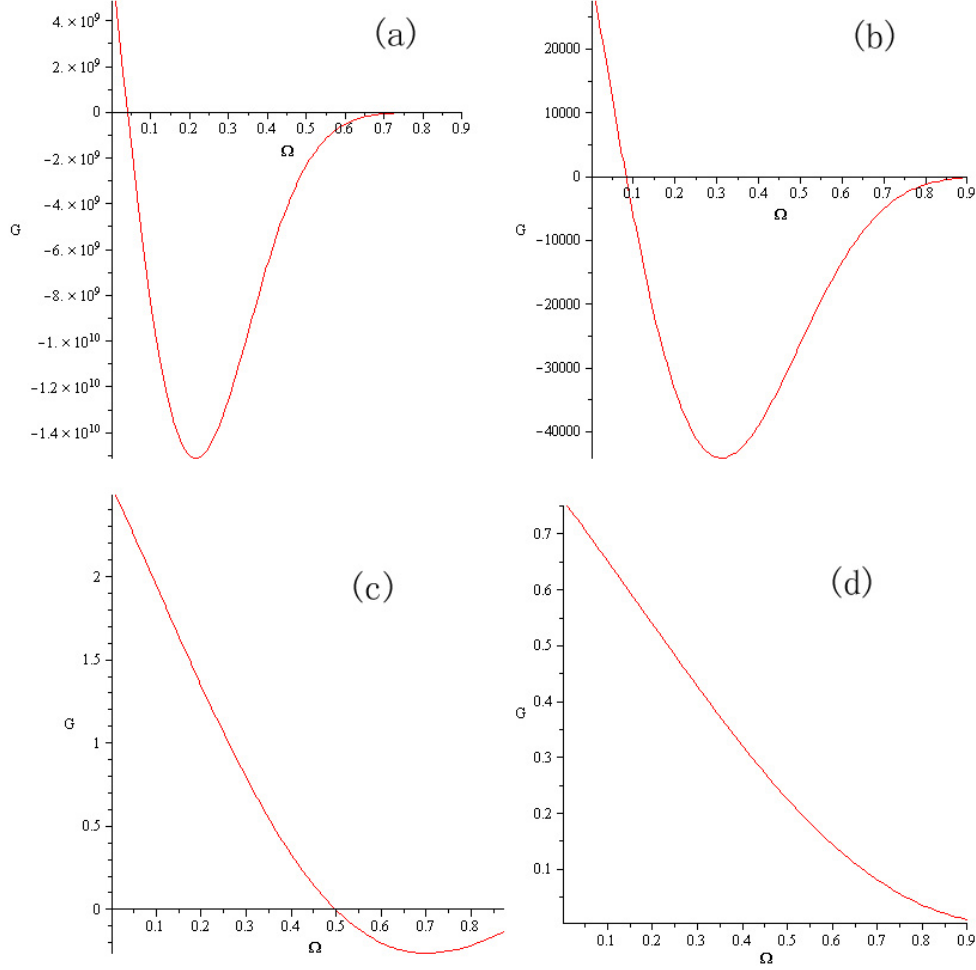 (a)
4. × 10⁹
2. × 10⁹
0
−2. × 10⁹
−4. × 10⁹
−6. × 10⁹
−8. × 10⁹
−1. × 10¹⁰
−1.2 × 10¹⁰
−1.4 × 10¹⁰
G
0.1 0.2 0.3 0.4 0.5 0.6 0.7 0.8 0.9
Ω
(b)
20000
10000
0
−10000
−20000
−30000
−40000
G
0.1 0.2 0.3 0.4 0.5 0.6 0.7 0.8 0.9
Ω
(c)
2
1.5
1
0.5
0
G
0.1 0.2 0.3 0.4 0.5 0.6 0.7 0.8
Ω
(d)
0.7
0.6
0.5
0.4
0.3
0.2
0.1
G
0.1 0.2 0.3 0.4 0.5 0.6 0.7 0.8 0.9
Ω